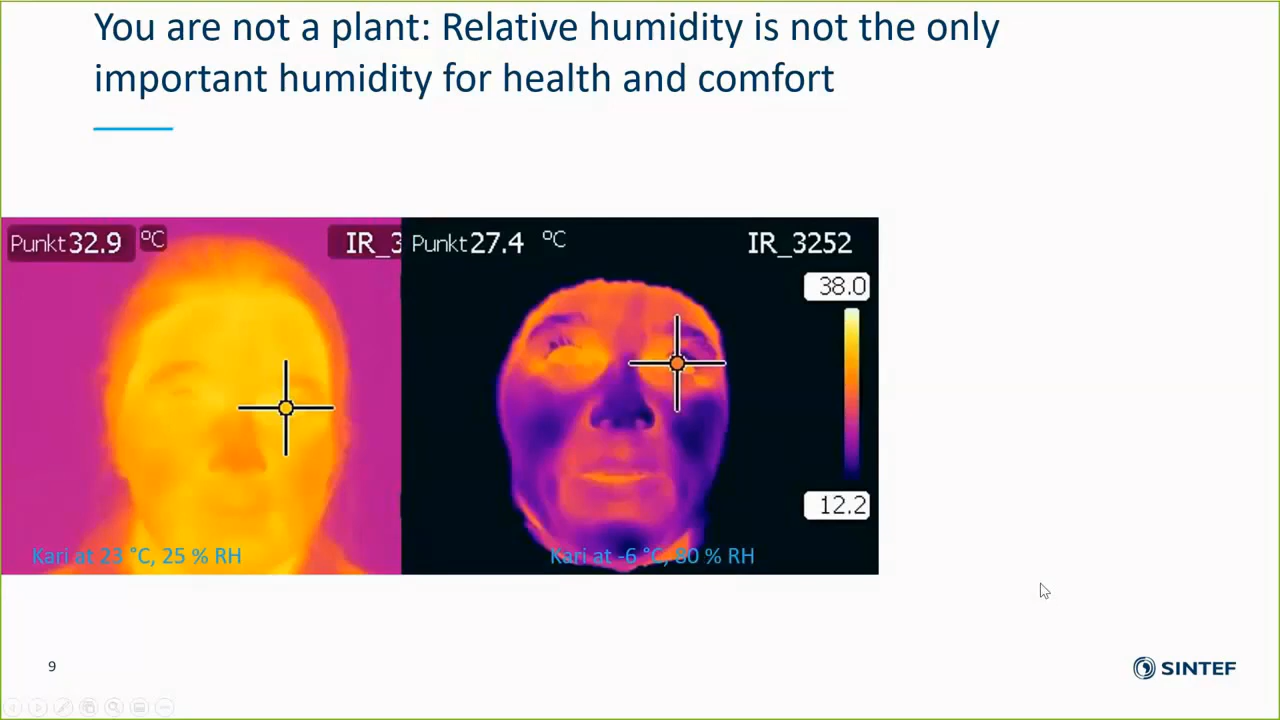 You are not a plant: Relative humidity is not the only
important humidity for health and comfort
Punkt 32.9 °C
IR_3
Punkt 27.4 °C
IR_3252
38.0
12.2
Kari at 23 °C, 25 % RH
Kari at -6 °C, 80 % RH
9
SINTEF